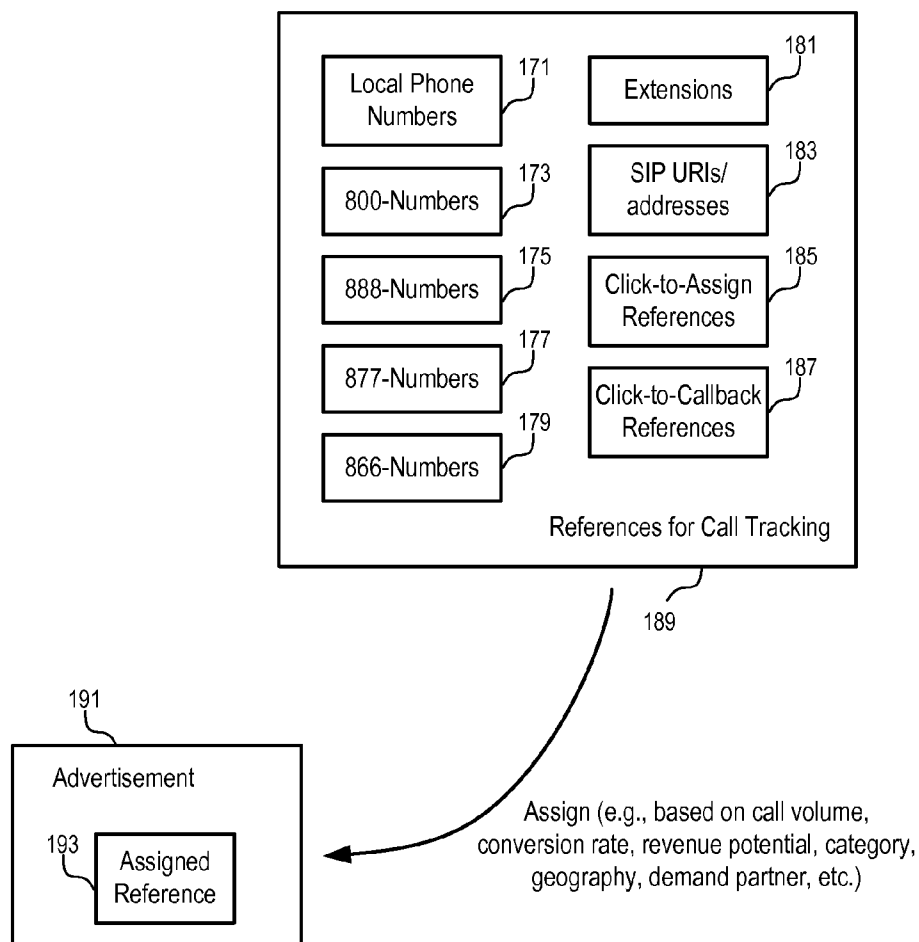 171
Local Phone
Numbers
173
800-Numbers
175
888-Numbers
177
877-Numbers
179
866-Numbers
181
Extensions
183
SIP URIs/
addresses
185
Click-to-Assign
References
187
Click-to-Callback
References
References for Call Tracking
189
191
Advertisement
193
Assigned
Reference
Assign (e.g., based on call volume,
conversion rate, revenue potential, category,
geography, demand partner, etc.)